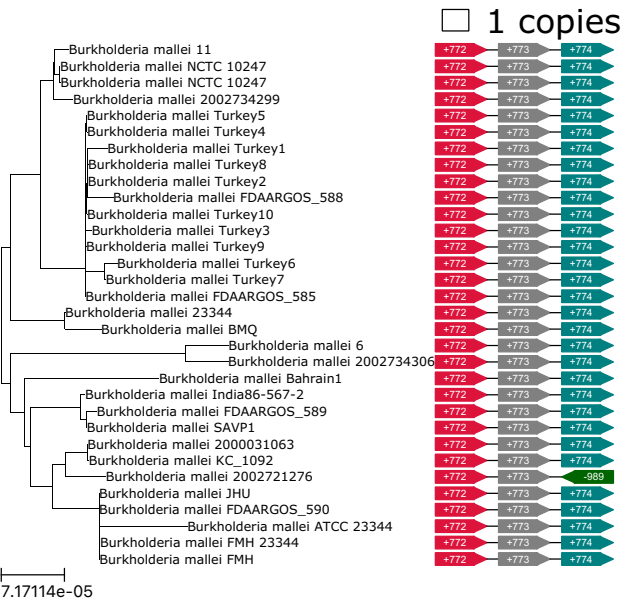 1 copies
Burkholderia mallei 11 +772 +773 +774
Burkholderia mallei NCTC 10247 +772 +773 +774
Burkholderia mallei NCTC 10247 +772 +773 +774
Burkholderia mallei 2002734299 +772 +773 +774
Burkholderia mallei Turkey5 +772 +773 +774
Burkholderia mallei Turkey4 +772 +773 +774
Burkholderia mallei Turkey1 +772 +773 +774
Burkholderia mallei Turkey8 +772 +773 +774
Burkholderia mallei Turkey2 +772 +773 +774
Burkholderia mallei FDAARGOS_588 +772 +773 +774
Burkholderia mallei Turkey10 +772 +773 +774
Burkholderia mallei Turkey3 +772 +773 +774
Burkholderia mallei Turkey9 +772 +773 +774
Burkholderia mallei Turkey6 +772 +773 +774
Burkholderia mallei Turkey7 +772 +773 +774
Burkholderia mallei FDAARGOS_585 +772 +773 +774
Burkholderia mallei 23344 +772 +773 +774
Burkholderia mallei BMQ +772 +773 +774
Burkholderia mallei 6 +772 +773 +774
Burkholderia mallei 2002734306 +772 +773 +774
Burkholderia mallei Bahrain1 +772 +773 +774
Burkholderia mallei India86-567-2 +772 +773 +774
Burkholderia mallei FDAARGOS_589 +772 +773 +774
Burkholderia mallei SAVP1 +772 +773 +774
Burkholderia mallei 2000031063 +772 +773 +774
Burkholderia mallei KC_1092 +772 +773 +774
Burkholderia mallei 2002721276 +772 +773 -989
Burkholderia mallei JHU +772 +773 +774
Burkholderia mallei FDAARGOS_590 +772 +773 +774
Burkholderia mallei ATCC 23344 +772 +773 +774
Burkholderia mallei FMH 23344 +772 +773 +774
Burkholderia mallei FMH +772 +773 +774
7.17114e-05